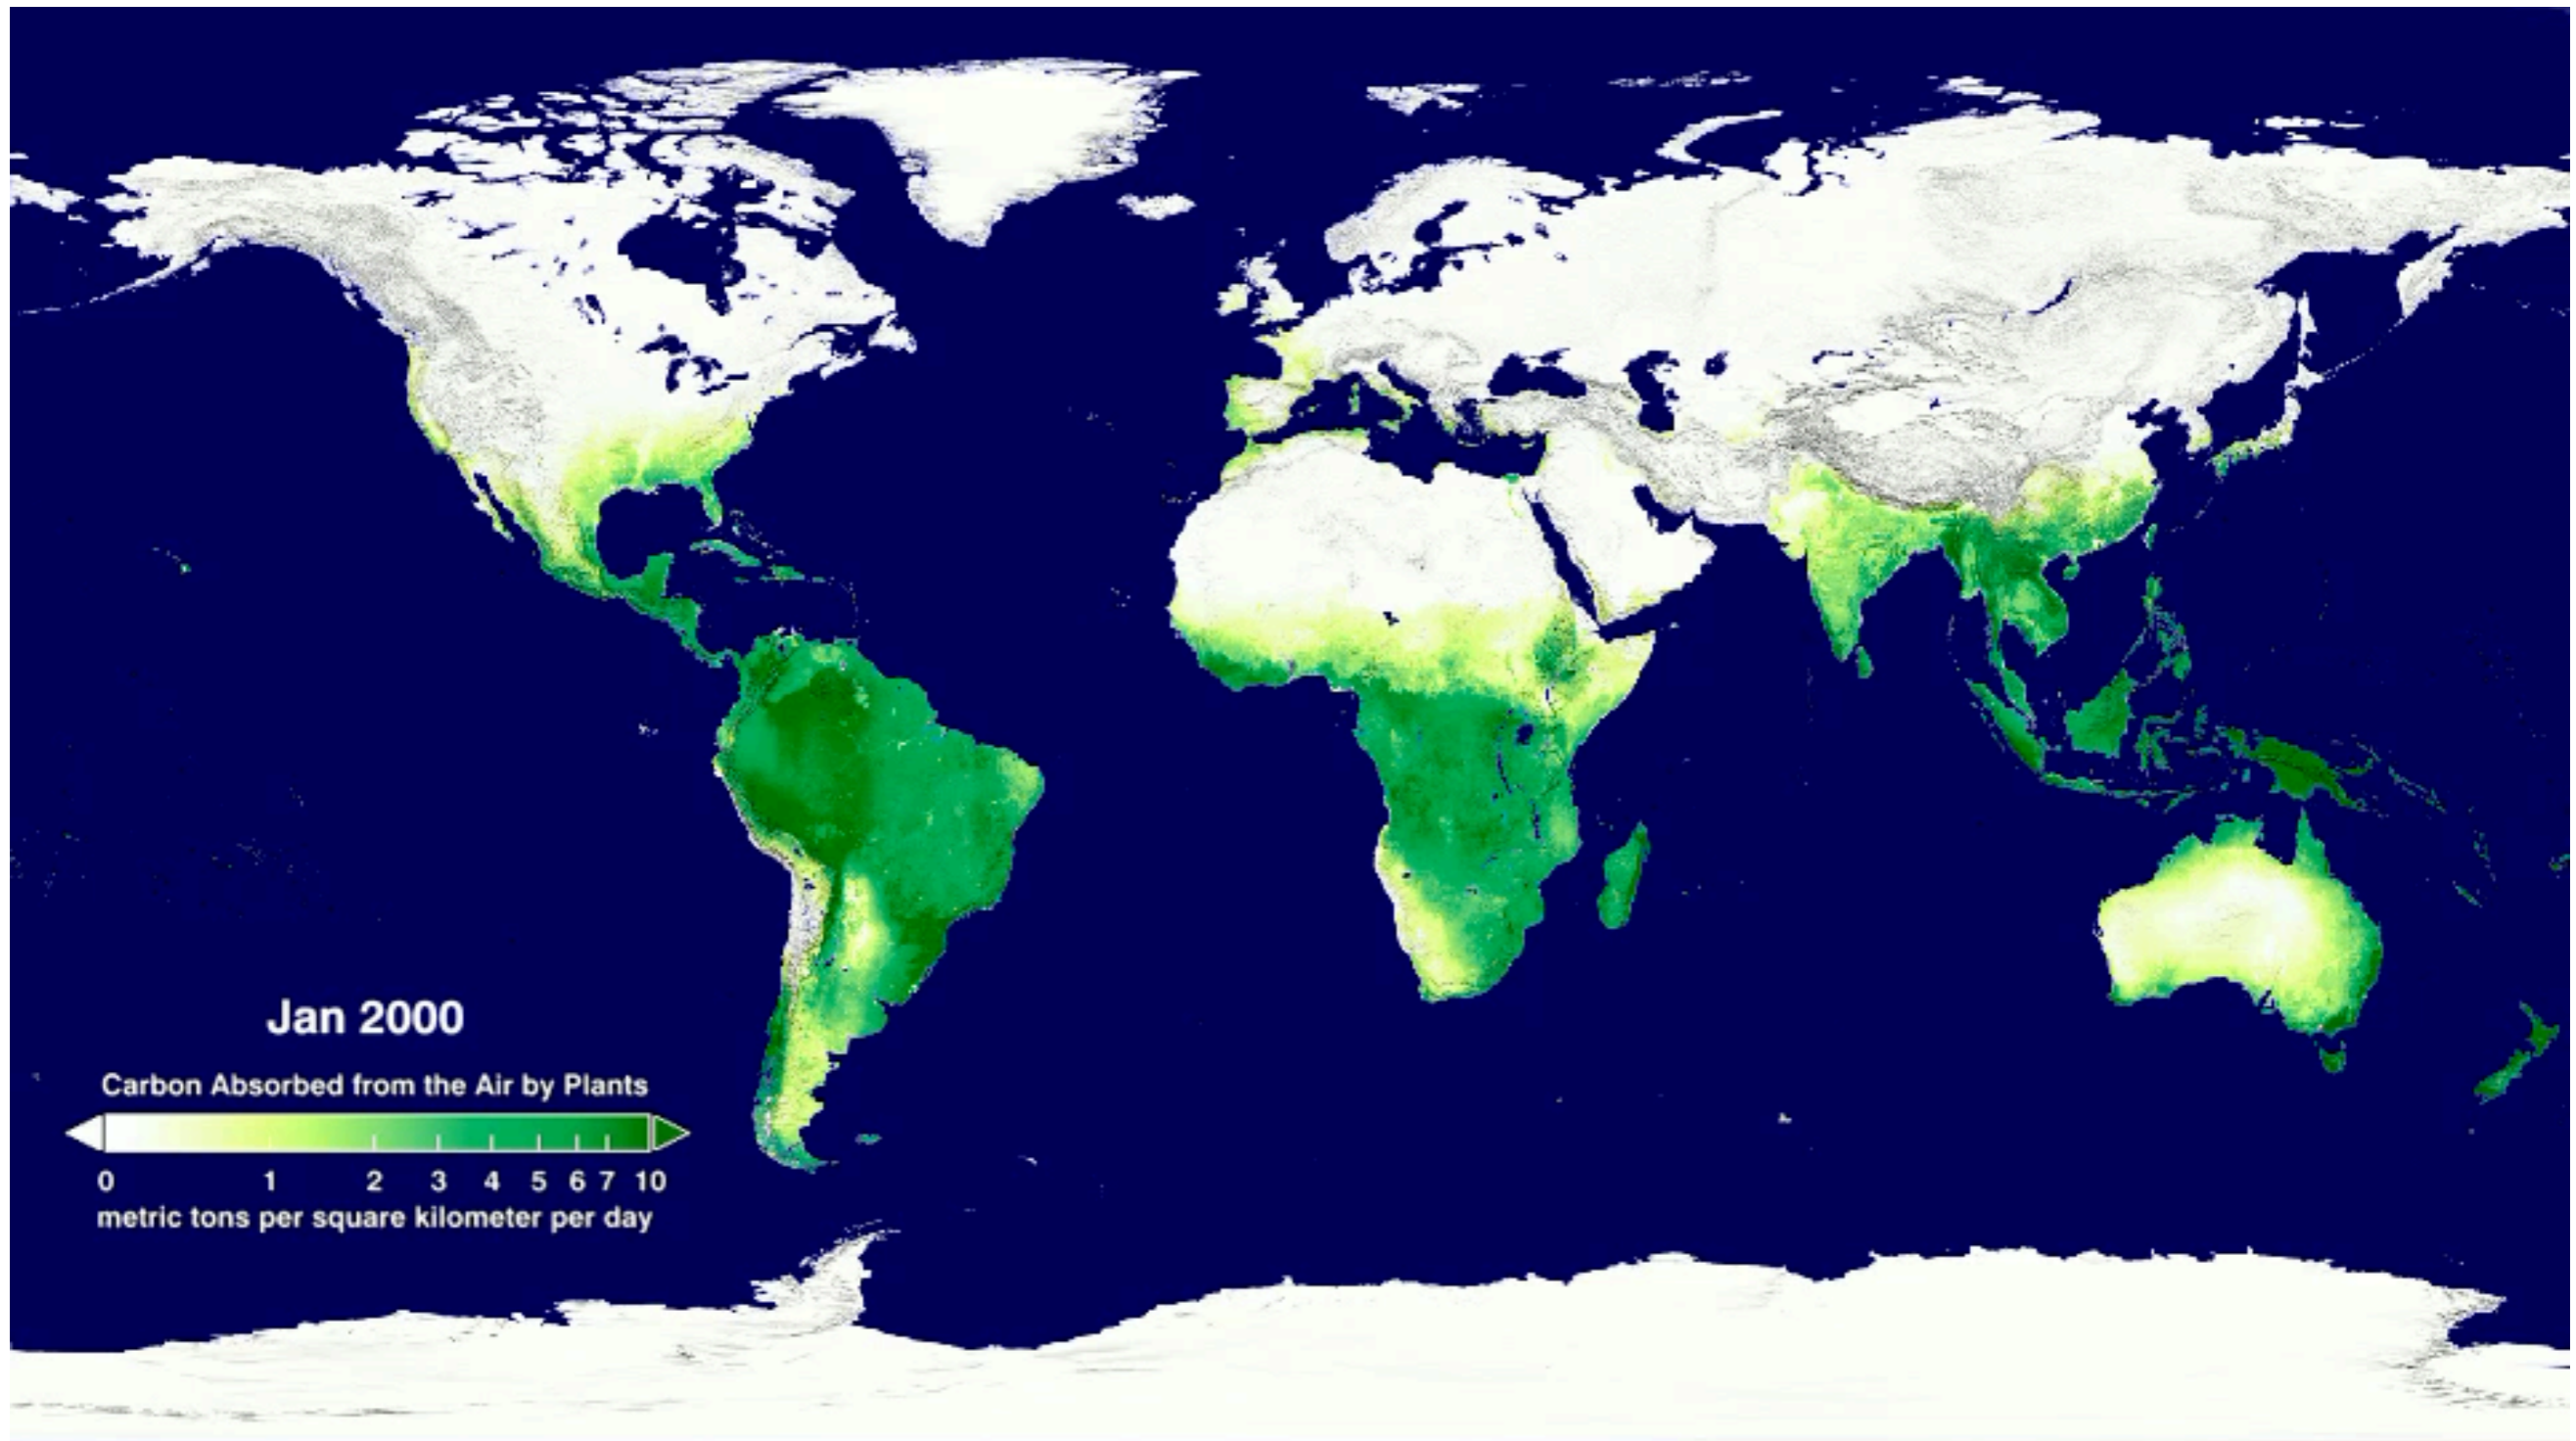 Jan 2000
Carbon Absorbed from the Air by Plants
0 1 2 3 4 5 6 7 10
metric tons per square kilometer per day